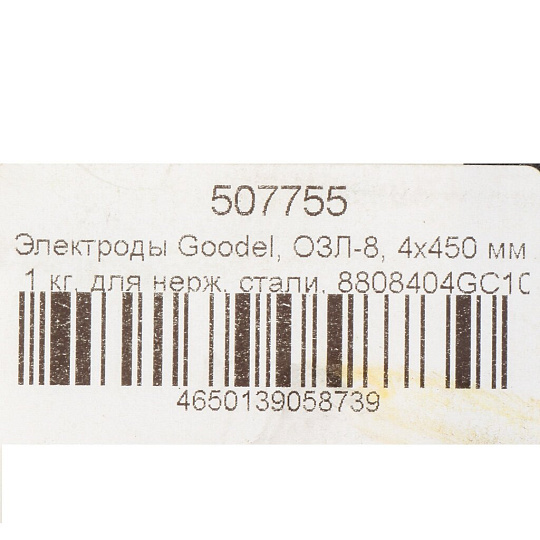 507755
Электроды Goodel, ОЗЛ-8, 4х450 мм
1 кг, для нерж. стали, 8808404GC10
4650139058739